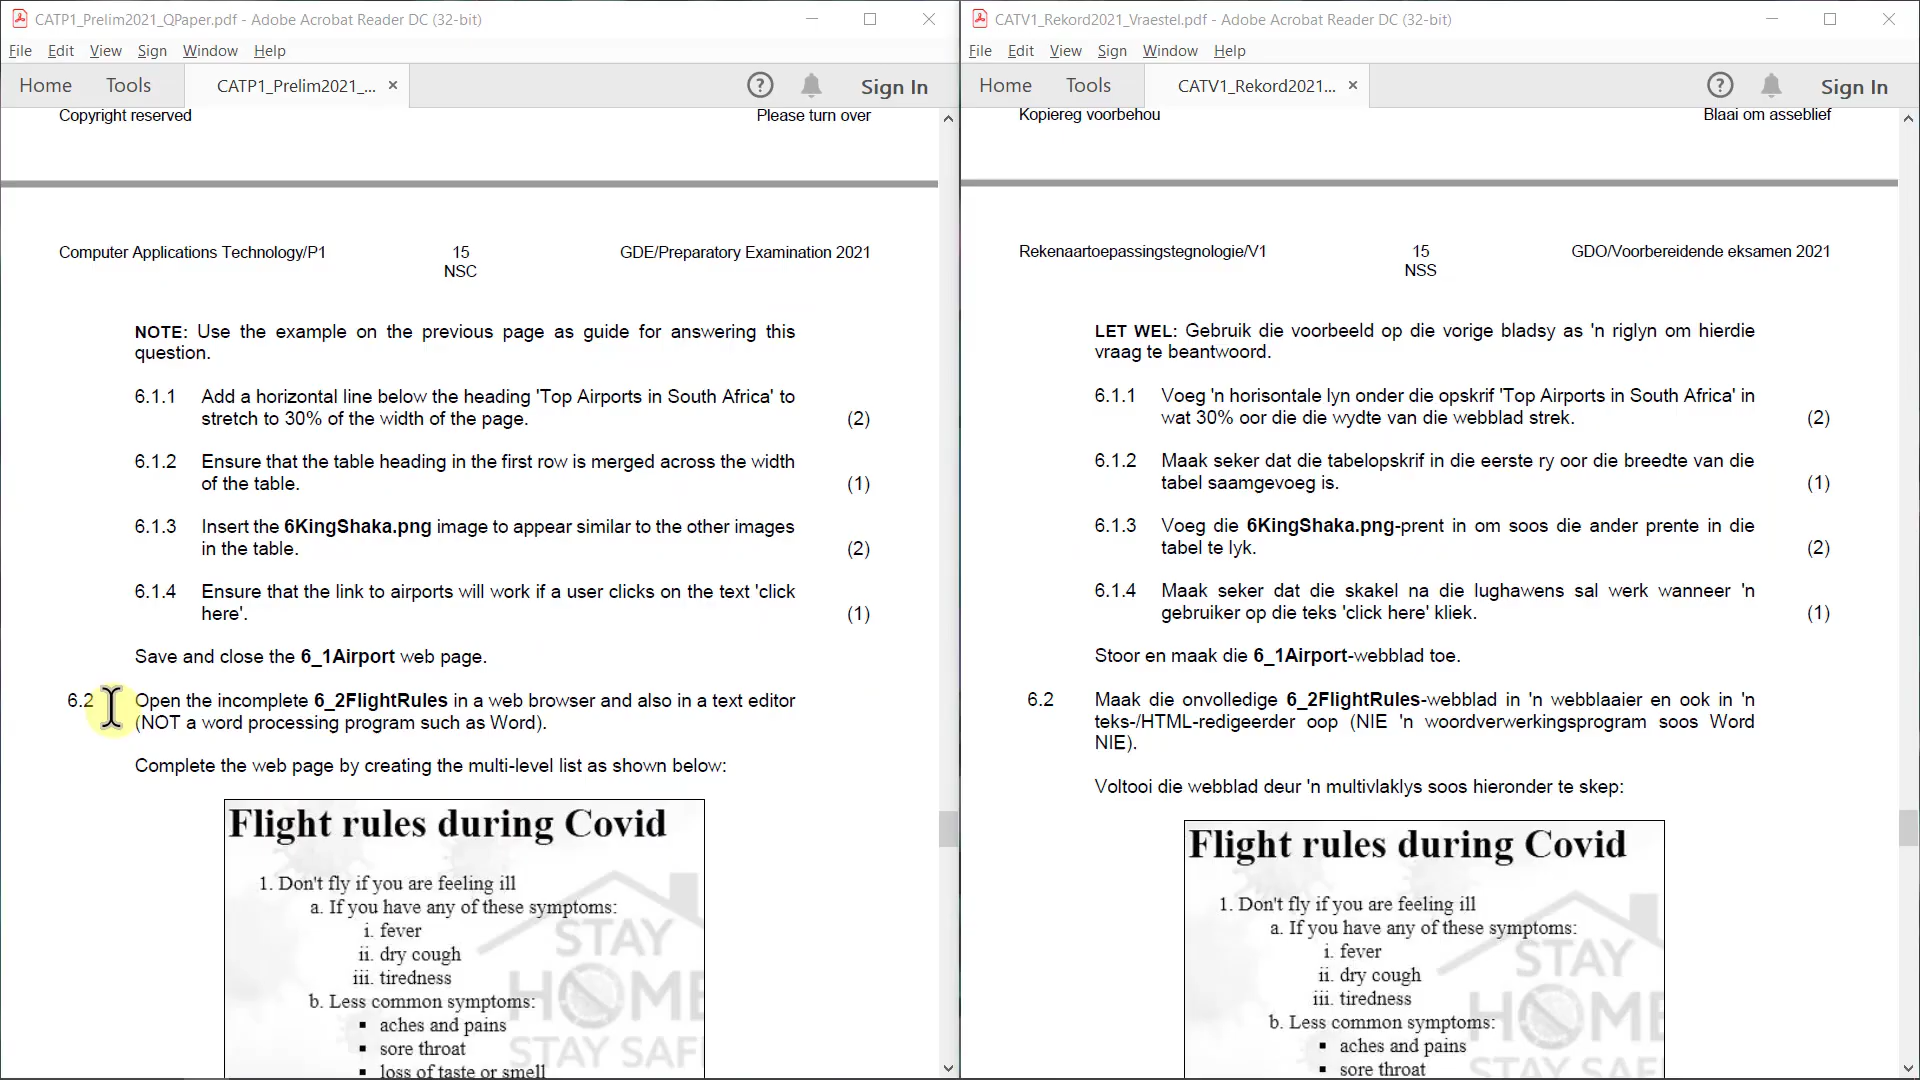 CATP1_Prelim2021_QPaper.pdf - Adobe Acrobat Reader DC (32-bit)
File Edit View Sign Window Help
Home Tools CATP1_Prelim2021_... × Sign In
Copyright reserved Please turn over
Computer Applications Technology/P1 15 GDE/Preparatory Examination 2021
NSC
NOTE: Use the example on the previous page as guide for answering this
question.
6.1.1 Add a horizontal line below the heading 'Top Airports in South Africa' to
stretch to 30% of the width of the page. (2)
6.1.2 Ensure that the table heading in the first row is merged across the width
of the table. (1)
6.1.3 Insert the 6KingShaka.png image to appear similar to the other images
in the table. (2)
6.1.4 Ensure that the link to airports will work if a user clicks on the text 'click
here'. (1)
Save and close the 6_1Airport web page.
6.2 Open the incomplete 6_2FlightRules in a web browser and also in a text editor
(NOT a word processing program such as Word).
Complete the web page by creating the multi-level list as shown below:
Flight rules during Covid
1. Don't fly if you are feeling ill
a. If you have any of these symptoms:
i. fever
ii. dry cough
iii. tiredness
b. Less common symptoms:
▪ aches and pains
▪ sore throat
▪ loss of taste or smell
STAY
HOME
STAY SAF
CATV1_Rekord2021_Vraestel.pdf - Adobe Acrobat Reader DC (32-bit)
File Edit View Sign Window Help
Home Tools CATV1_Rekord2021... × Sign In
Kopiereg voorbehou Blaai om asseblief
Rekenaartoepassingstegnologie/V1 15 GDO/Voorbereidende eksamen 2021
NSS
LET WEL: Gebruik die voorbeeld op die vorige bladsy as 'n riglyn om hierdie
vraag te beantwoord.
6.1.1 Voeg 'n horisontale lyn onder die opskrif 'Top Airports in South Africa' in
wat 30% oor die die wydte van die webblad strek. (2)
6.1.2 Maak seker dat die tabelopskrif in die eerste ry oor die breedte van die
tabel saamgevoeg is. (1)
6.1.3 Voeg die 6KingShaka.png-prent in om soos die ander prente in die
tabel te lyk. (2)
6.1.4 Maak seker dat die skakel na die lughawens sal werk wanneer 'n
gebruiker op die teks 'click here' kliek. (1)
Stoor en maak die 6_1Airport-webblad toe.
6.2 Maak die onvolledige 6_2FlightRules-webblad in 'n webblaaier en ook in 'n
teks-/HTML-redigeerder oop (NIE 'n woordverwerkingsprogram soos Word
NIE).
Voltooi die webblad deur 'n multivlaklys soos hieronder te skep:
Flight rules during Covid
1. Don't fly if you are feeling ill
a. If you have any of these symptoms:
i. fever
ii. dry cough
iii. tiredness
b. Less common symptoms:
▪ aches and pains
▪ sore throat
STAY
HOME
STAY SAF